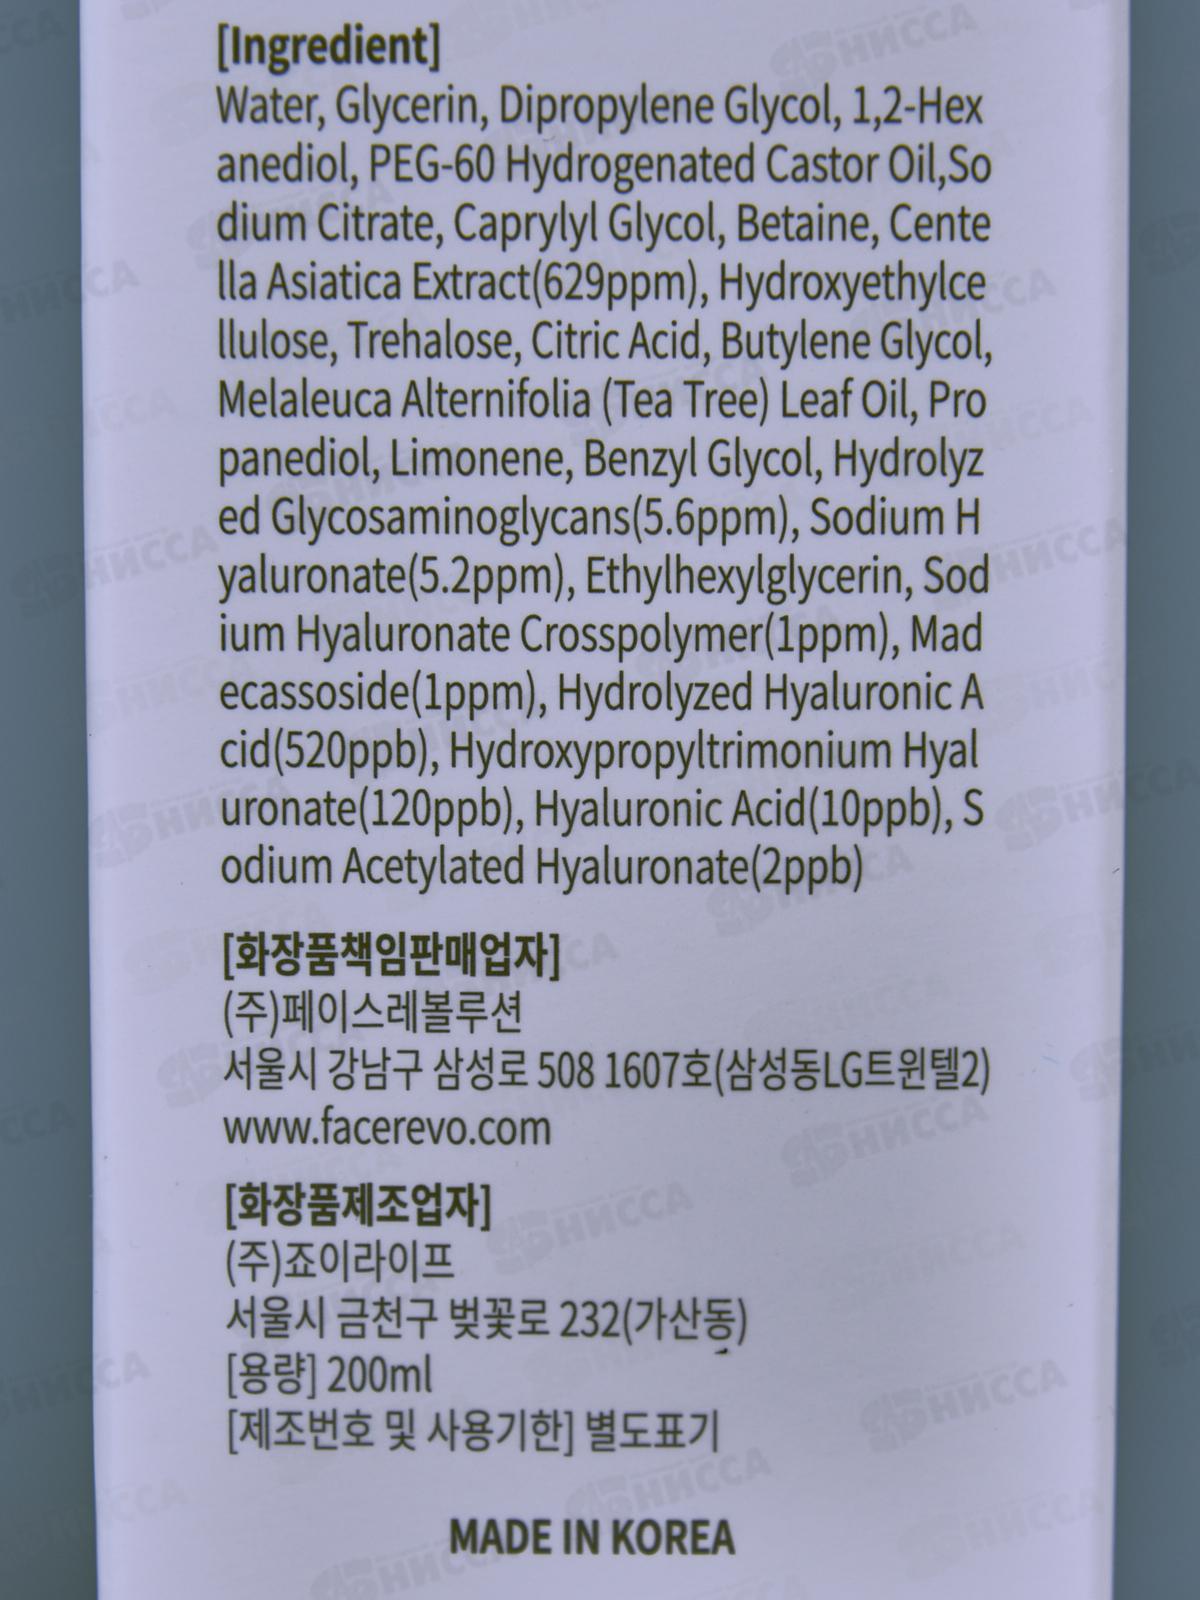 [Ingredient]
Water, Glycerin, Dipropylene Glycol, 1,2-Hex
anediol, PEG-60 Hydrogenated Castor Oil,So
dium Citrate, Caprylyl Glycol, Betaine, Cente
lla Asiatica Extract(629ppm), Hydroxyethylce
llulose, Trehalose, Citric Acid, Butylene Glycol,
Melaleuca Alternifolia (Tea Tree) Leaf Oil, Pro
panediol, Limonene, Benzyl Glycol, Hydrolyz
ed Glycosaminoglycans(5.6ppm), Sodium H
yaluronate(5.2ppm), Ethylhexylglycerin, Sod
ium Hyaluronate Crosspolymer(1ppm), Mad
ecassoside(1ppm), Hydrolyzed Hyaluronic A
cid(520ppb), Hydroxypropyltrimonium Hyal
uronate(120ppb), Hyaluronic Acid(10ppb), S
odium Acetylated Hyaluronate(2ppb)
[화장품책임판매업자]
(주)페이스레볼루션
서울시 강남구 삼성로 508 1607호(삼성동LG트윈텔2)
www.facerevo.com
[화장품제조업자]
(주)죠이라이프
서울시 금천구 벚꽃로 232(가산동)
[용량] 200ml
[제조번호 및 사용기한] 별도표기
MADE IN KOREA